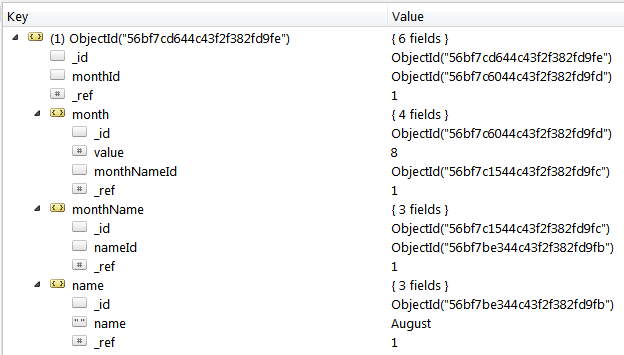 Key Value
(1) ObjectId("56bf7cd644c43f2f382fd9fe") { 6 fields }
_id ObjectId("56bf7cd644c43f2f382fd9fe")
monthId ObjectId("56bf7c6044c43f2f382fd9fd")
# _ref 1
month { 4 fields }
_id ObjectId("56bf7c6044c43f2f382fd9fd")
# value 8
monthNameId ObjectId("56bf7c1544c43f2f382fd9fc")
# _ref 1
monthName { 3 fields }
_id ObjectId("56bf7c1544c43f2f382fd9fc")
nameId ObjectId("56bf7be344c43f2f382fd9fb")
# _ref 1
name { 3 fields }
_id ObjectId("56bf7be344c43f2f382fd9fb")
" " name August
# _ref 1